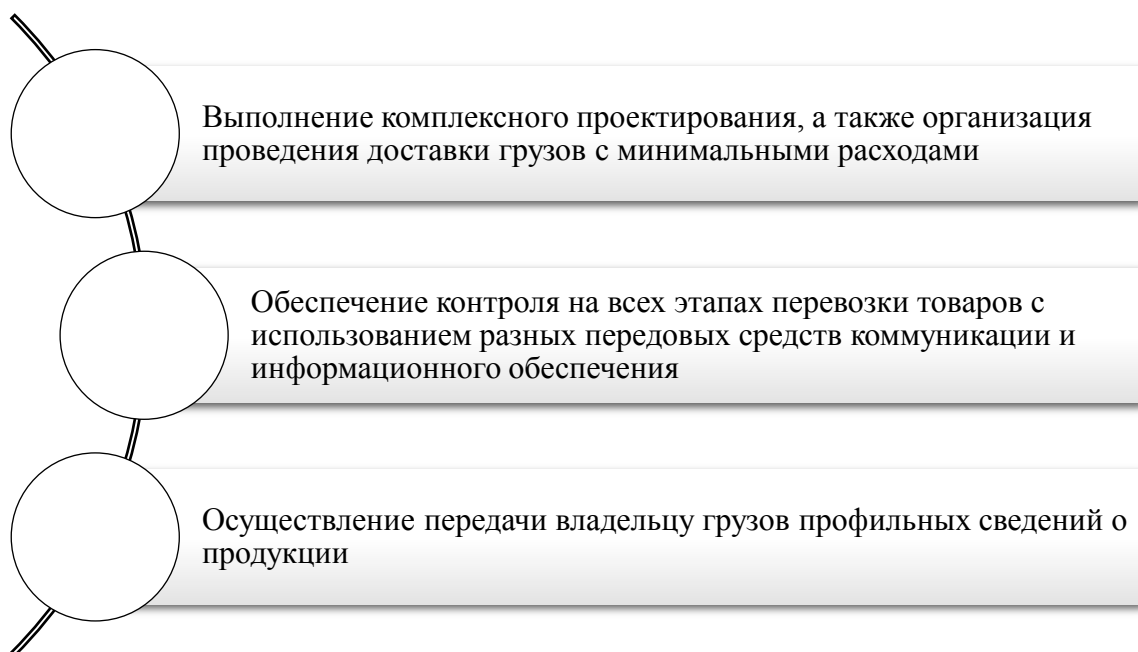 Выполнение комплексного проектирования, а также организация
проведения доставки грузов с минимальными расходами
Обеспечение контроля на всех этапах перевозки товаров с
использованием разных передовых средств коммуникации и
информационного обеспечения
Осуществление передачи владельцу грузов профильных сведений о
продукции